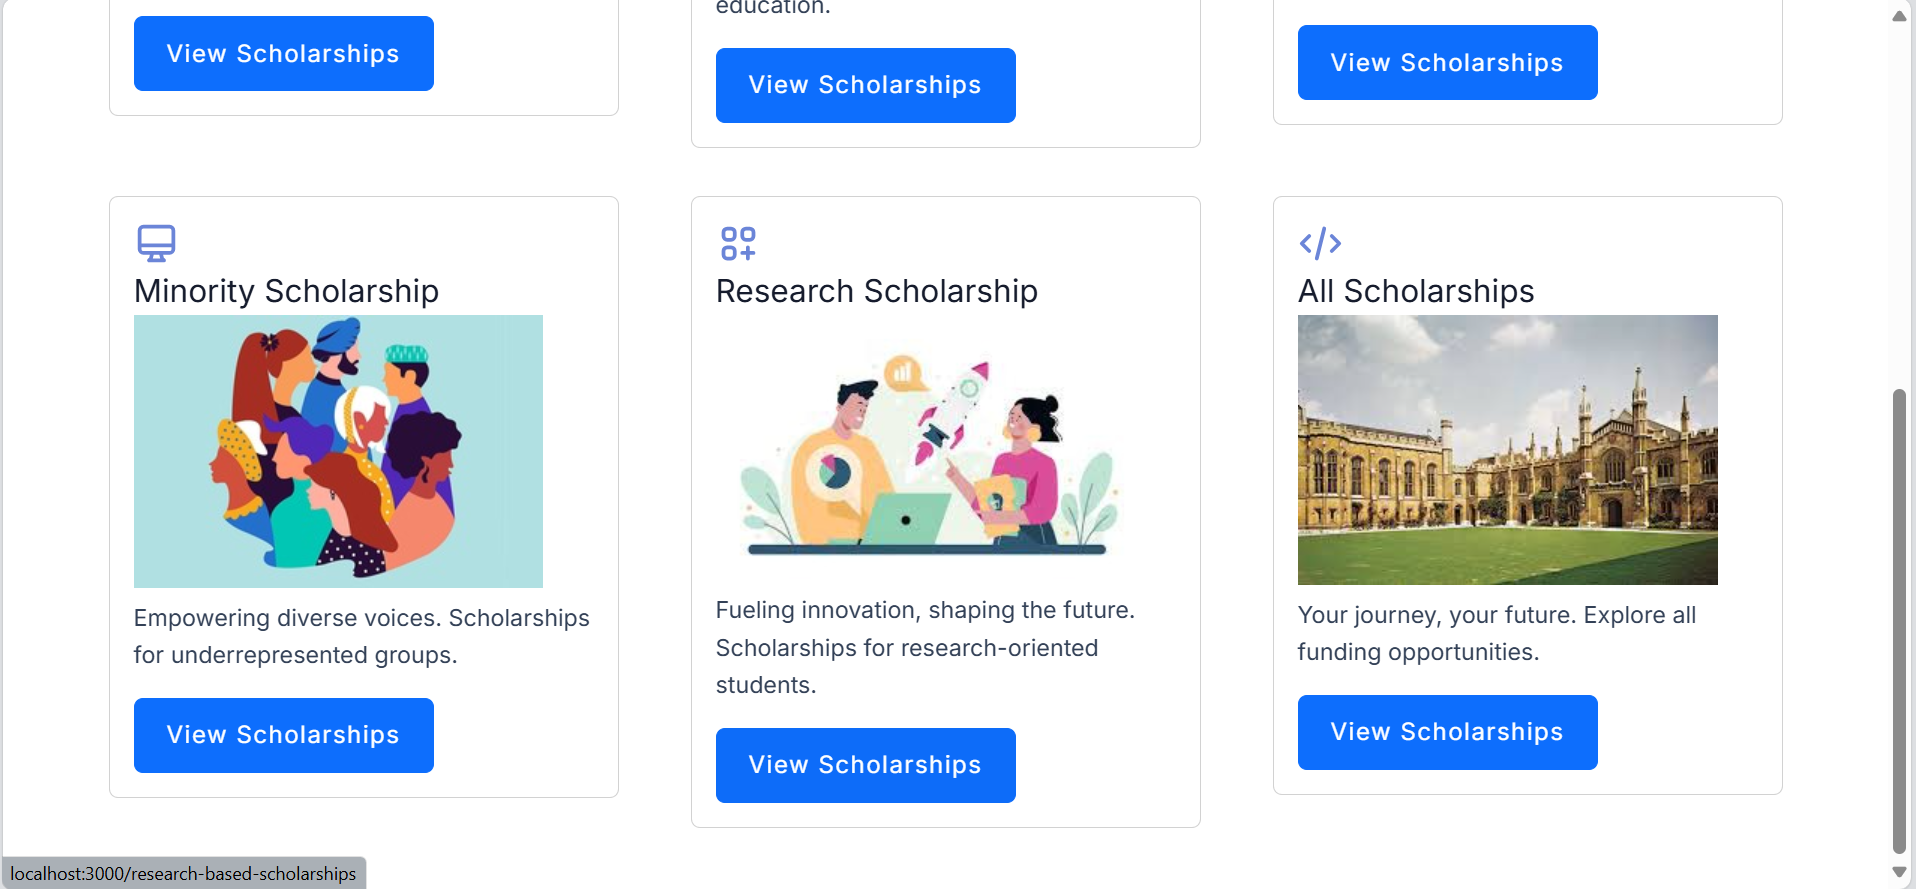 education.
View Scholarships
View Scholarships
View Scholarships
Minority Scholarship
Empowering diverse voices. Scholarships
for underrepresented groups.
View Scholarships
Research Scholarship
Fueling innovation, shaping the future.
Scholarships for research-oriented
students.
View Scholarships
All Scholarships
Your journey, your future. Explore all
funding opportunities.
View Scholarships
localhost:3000/research-based-scholarships